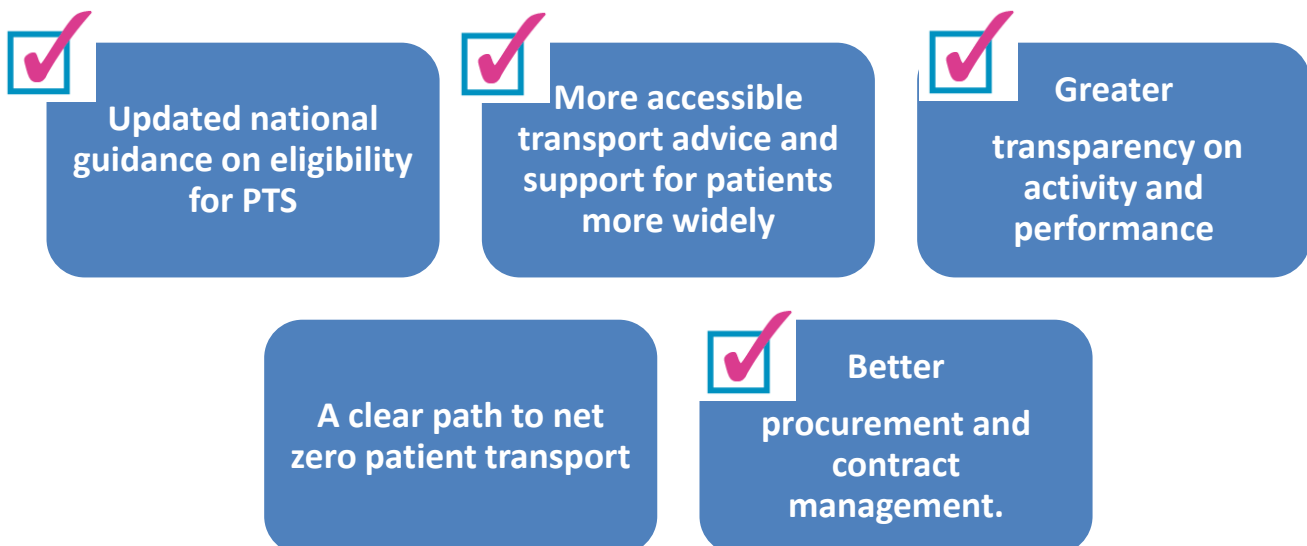 Updated national
guidance on eligibility
for PTS
More accessible
transport advice and
support for patients
more widely
Greater
transparency on
activity and
performance
A clear path to net
zero patient transport
Better
procurement and
contract
management.